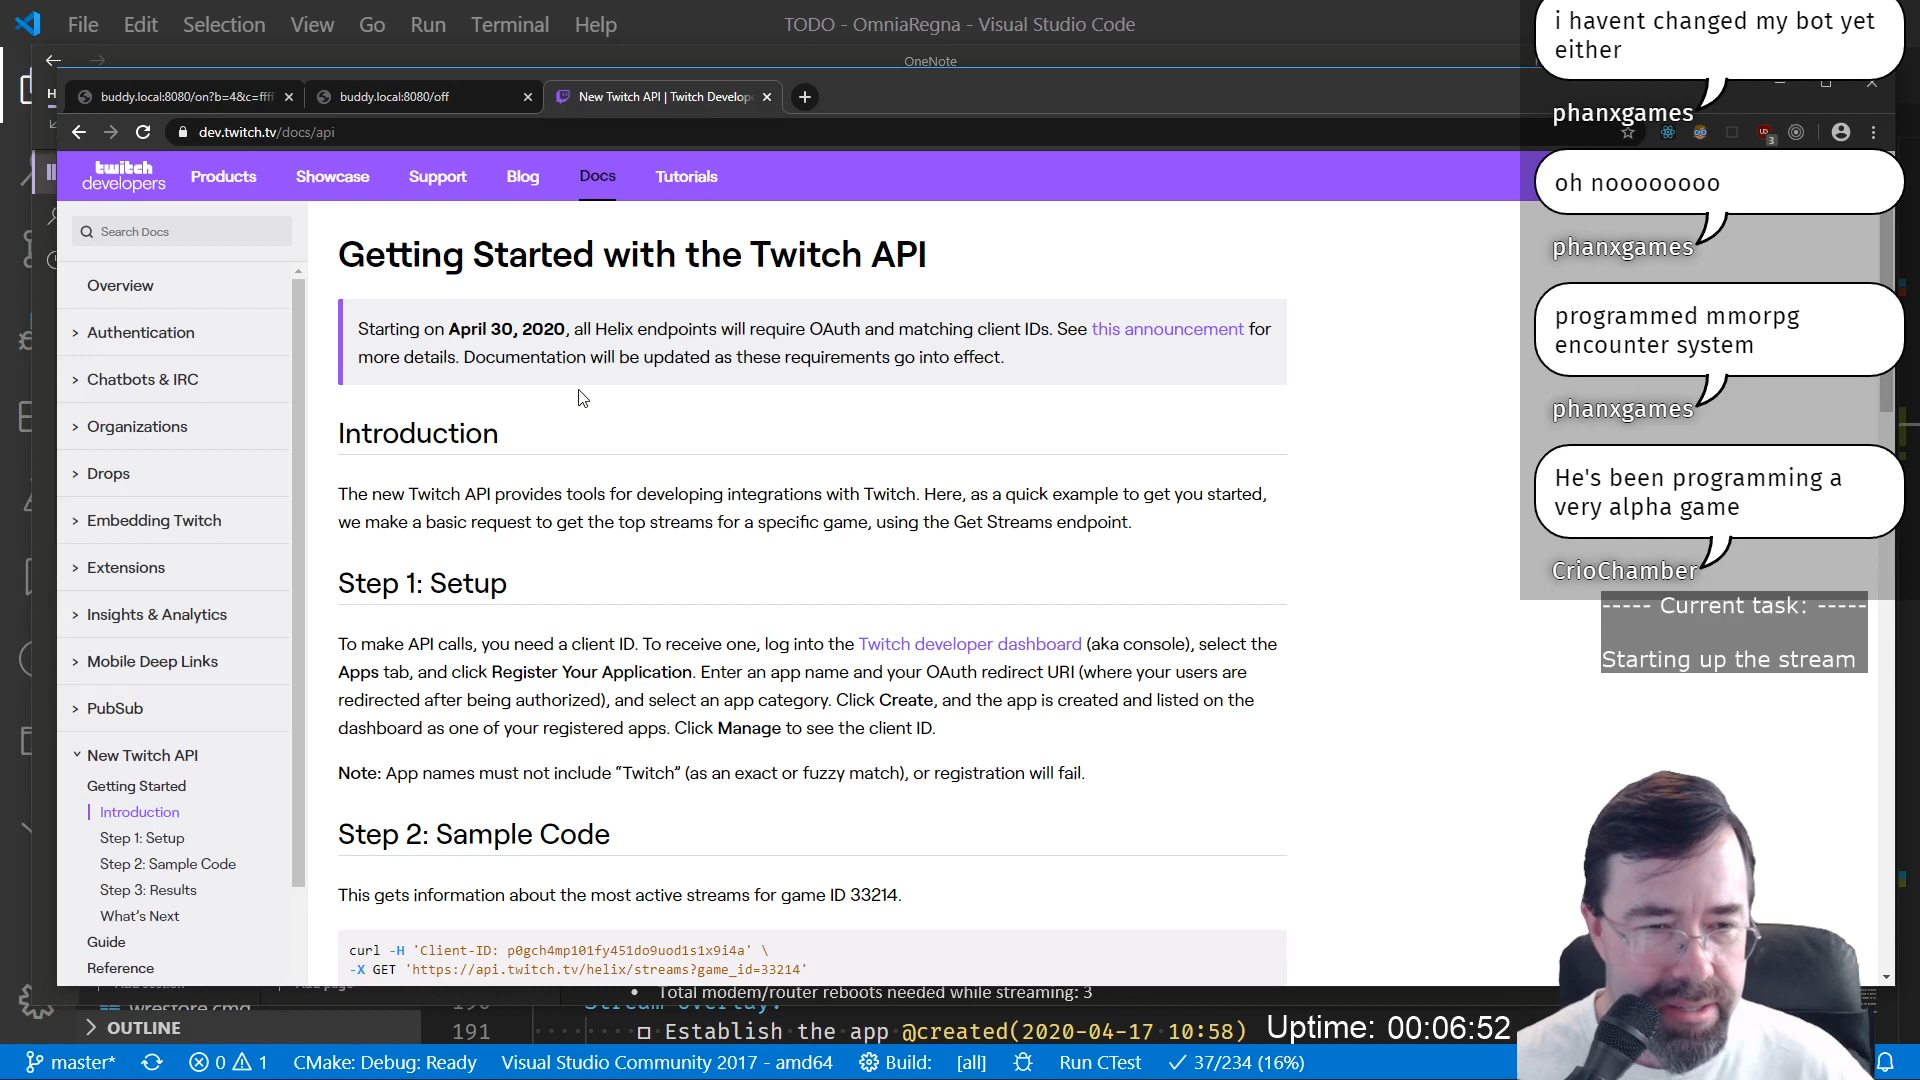 File Edit Selection View Go Run Terminal Help
TODO - OmniaRegna - Visual Studio Code
OneNote
buddy.local:8080/on?b=4&c=ffff
buddy.local:8080/off
New Twitch API | Twitch Develop
dev.twitch.tv/docs/api
twitch
developers
Products Showcase Support Blog Docs Tutorials
Search Docs
Overview
Authentication
Chatbots & IRC
Organizations
Drops
Embedding Twitch
Extensions
Insights & Analytics
Mobile Deep Links
PubSub
New Twitch API
Getting Started
Introduction
Step 1: Setup
Step 2: Sample Code
Step 3: Results
What's Next
Guide
Reference
Getting Started with the Twitch API
Starting on April 30, 2020, all Helix endpoints will require OAuth and matching client IDs. See this announcement for
more details. Documentation will be updated as these requirements go into effect.
Introduction
The new Twitch API provides tools for developing integrations with Twitch. Here, as a quick example to get you started,
we make a basic request to get the top streams for a specific game, using the Get Streams endpoint.
Step 1: Setup
To make API calls, you need a client ID. To receive one, log into the Twitch developer dashboard (aka console), select the
Apps tab, and click Register Your Application. Enter an app name and your OAuth redirect URI (where your users are
redirected after being authorized), and select an app category. Click Create, and the app is created and listed on the
dashboard as one of your registered apps. Click Manage to see the client ID.
Note: App names must not include “Twitch” (as an exact or fuzzy match), or registration will fail.
Step 2: Sample Code
This gets information about the most active streams for game ID 33214.
curl -H 'Client-ID: p0gch4mp101fy451do9uod1s1x9i4a' \
-X GET 'https://api.twitch.tv/helix/streams?game_id=33214'
i havent changed my bot yet
either
phanxgames
oh noooooooo
phanxgames
programmed mmorpg
encounter system
phanxgames
He's been programming a
very alpha game
CrioChamber
----- Current task: -----
Starting up the stream
Total modem/router reboots needed while streaming: 3
OUTLINE
191 Establish the app @created(2020-04-17 10:58)
Uptime: 00:06:52
master* 0 1 CMake: Debug: Ready Visual Studio Community 2017 - amd64 Build: [all] Run CTest 37/234 (16%)